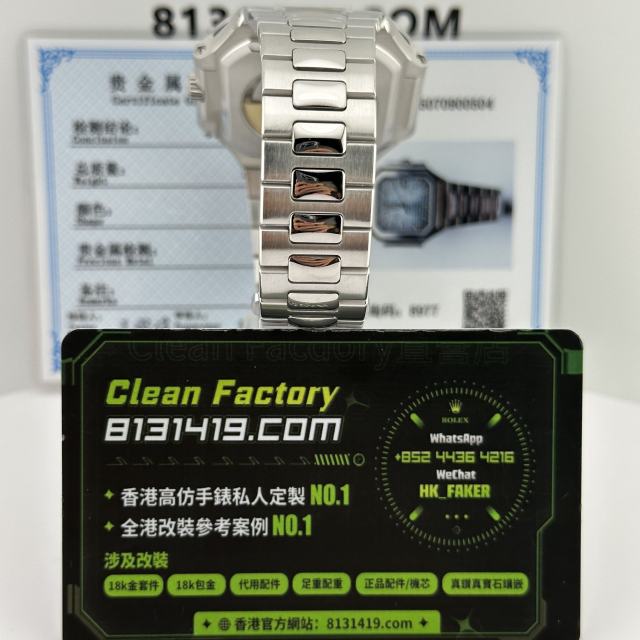 8131419.COM
贵金属
Certificate
检测结论:
Conclusion
总质量:
Weight
颜色:
贵金属检测:
Precious Metal
备注:
8977
Clean Factory
8131419.COM
香港高仿手錶私人定製 NO.1
全港改裝參考案例 NO.1
涉及改裝
18k金套件
18k包金
代用配件
足重配重
正品配件/機芯
真鑽真寶石鑲嵌
香港官方網站：8131419.com
ROLEX
WhatsApp
+852 4436 4216
WeChat
HK_FAKER